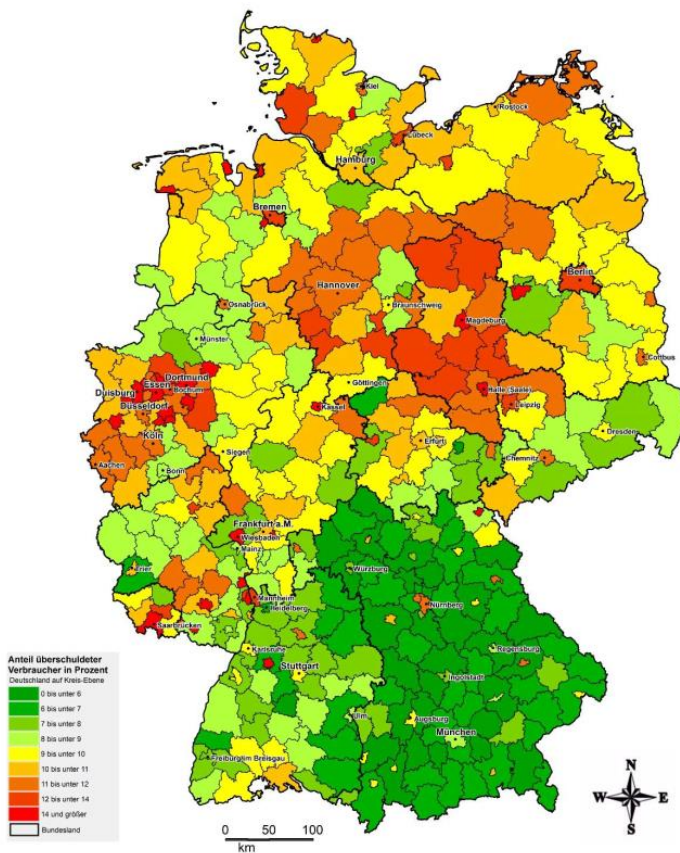 Kiel
Rostock
Lübeck
Hamburg
Bremen
Berlin
Hannover
Osnabrück
Braunschweig
Magdeburg
Münster
Cottbus
Dortmund
Duisburg
Essen
Bochum
Göttingen
Halle (Saale)
Düsseldorf
Kassel
Leipzig
Köln
Dresden
Siegen
Erfurt
Chemnitz
Aachen
Bonn
Frankfurt a.M.
Wiesbaden
Mainz
Trier
Würzburg
Mannheim
Nürnberg
Heidelberg
Saarbrücken
Karlsruhe
Regensburg
Stuttgart
Ingolstadt
Ulm
Augsburg
München
Freiburg im Breisgau
Anteil überschuldeter
Verbraucher in Prozent
Deutschland auf Kreis-Ebene
0 bis unter 6
6 bis unter 7
7 bis unter 8
8 bis unter 9
9 bis unter 10
10 bis unter 11
11 bis unter 12
12 bis unter 14
14 und größer
Bundesland
0 50 100
km
N
W E
S